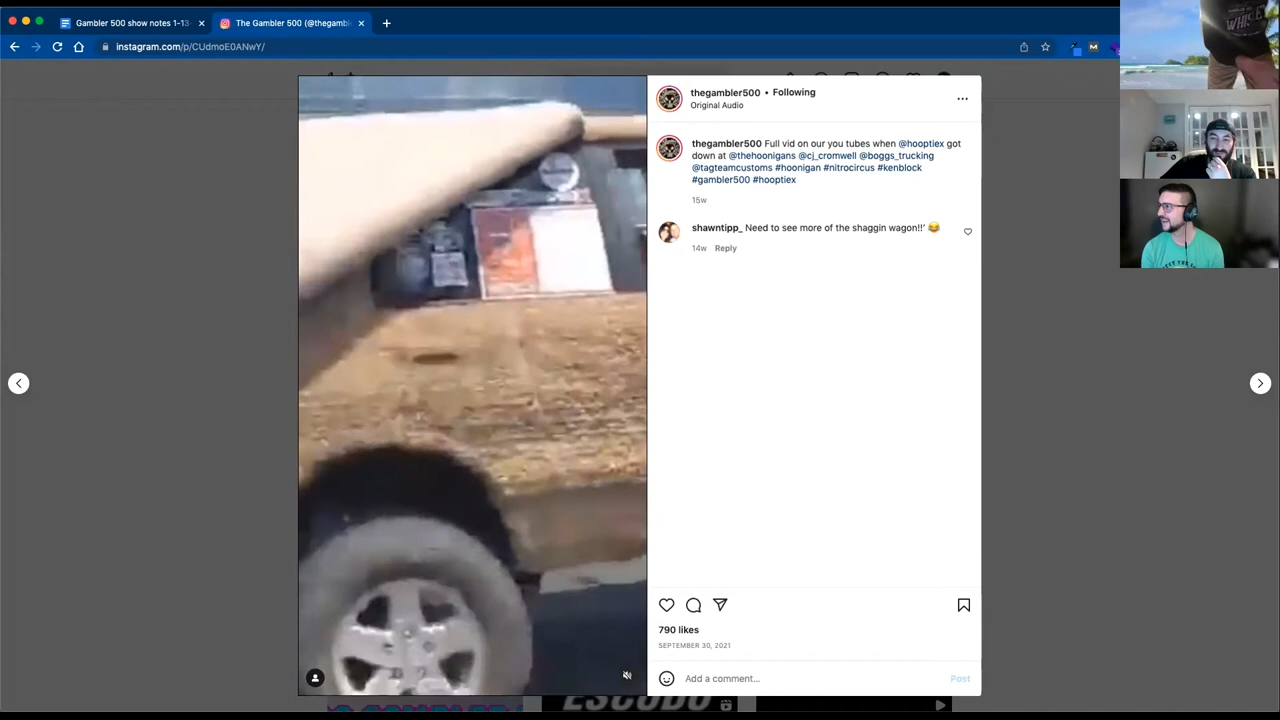 Gambler 500 show notes 1-13
The Gambler 500 (@thegambl
instagram.com/p/CUdmoE0ANwY/
WHISK
thegambler500 • Following
Original Audio
thegambler500 Full vid on our you tubes when @hooptiex got
down at @thehoonigans @cj_cromwell @boggs_trucking
@tagteamcustoms #hoonigan #nitrocircus #kenblock
#gambler500 #hooptiex
15w
shawntipp_ Need to see more of the shaggin wagon!!’ 😂
14w Reply
790 likes
SEPTEMBER 30, 2021
Add a comment...
Post
ESCUDO